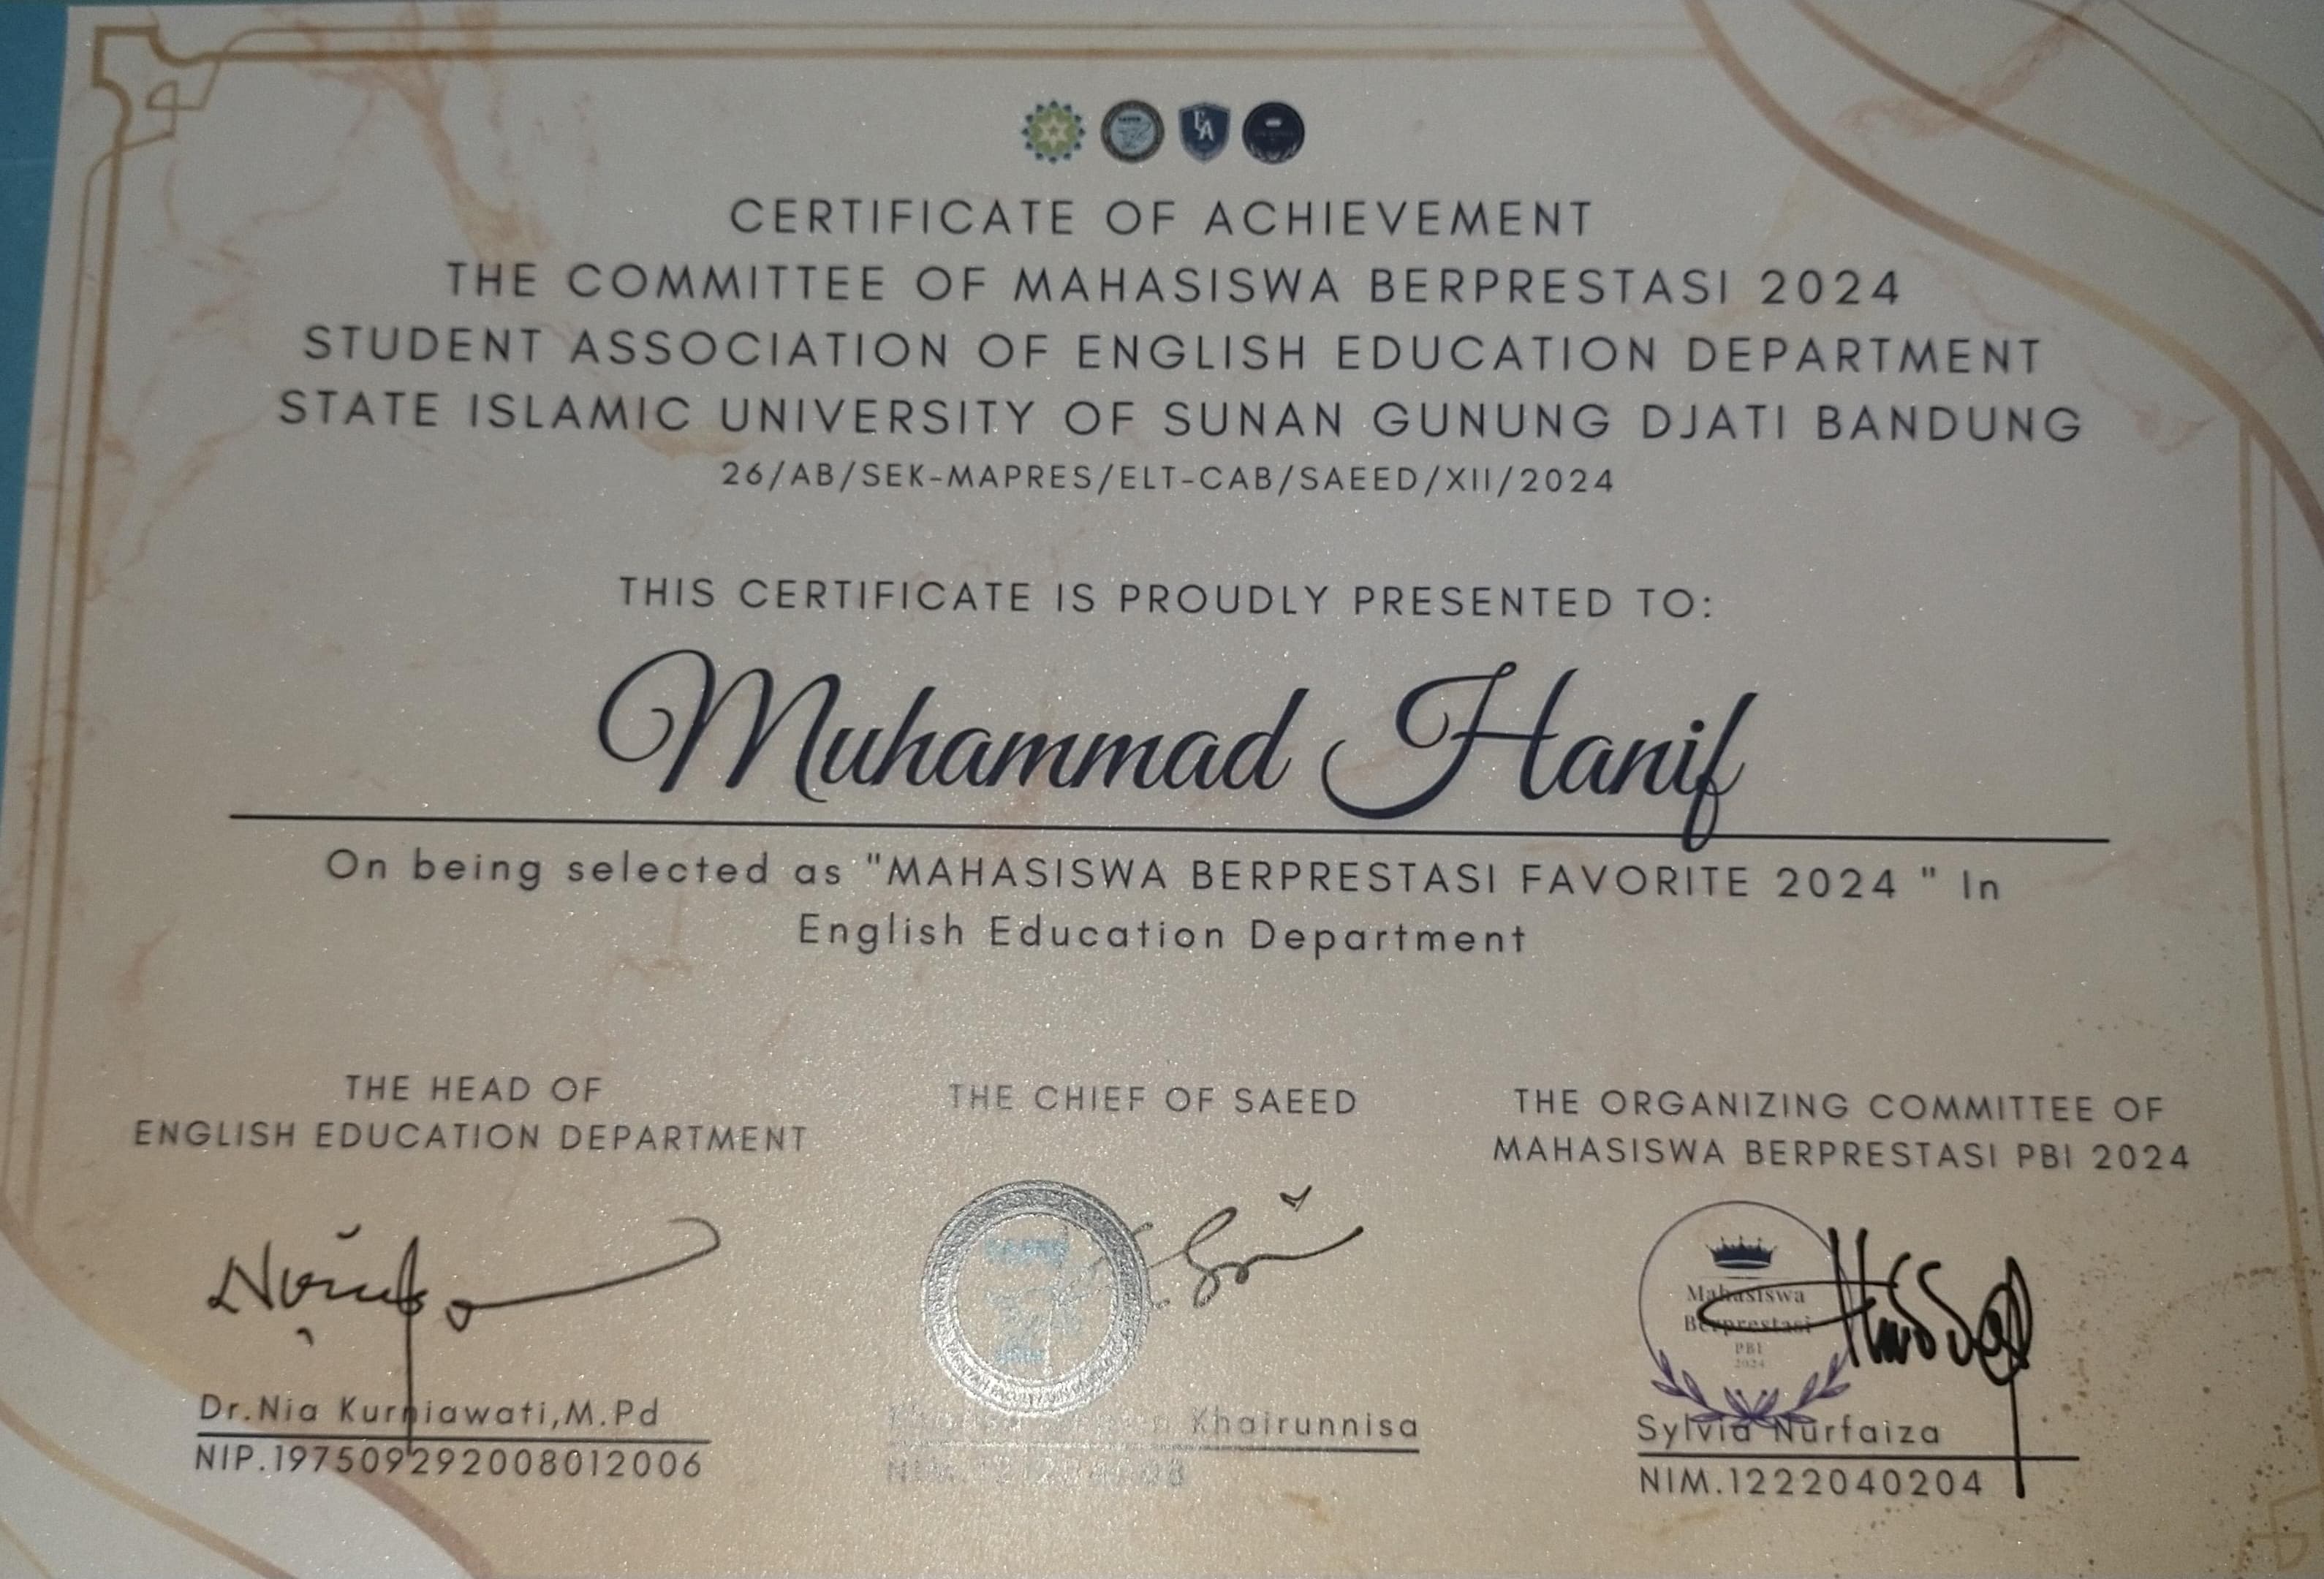 CERTIFICATE OF ACHIEVEMENT
THE COMMITTEE OF MAHASISWA BERPRESTASI 2024
STUDENT ASSOCIATION OF ENGLISH EDUCATION DEPARTMENT
STATE ISLAMIC UNIVERSITY OF SUNAN GUNUNG DJATI BANDUNG
26/AB/SEK-MAPRES/ELT-CAB/SAEED/XII/2024
THIS CERTIFICATE IS PROUDLY PRESENTED TO:
Muhammad Hanif
On being selected as "MAHASISWA BERPRESTASI FAVORITE 2024 " In
English Education Department
THE HEAD OF
ENGLISH EDUCATION DEPARTMENT
Dr.Nia Kurniawati,M.Pd
NIP.197509292008012006
THE CHIEF OF SAEED
Khairunnisa
THE ORGANIZING COMMITTEE OF
MAHASISWA BERPRESTASI PBI 2024
Mahasiswa
Berprestasi
PBI
2024
Sylvia Nurfaiza
NIM.1222040204